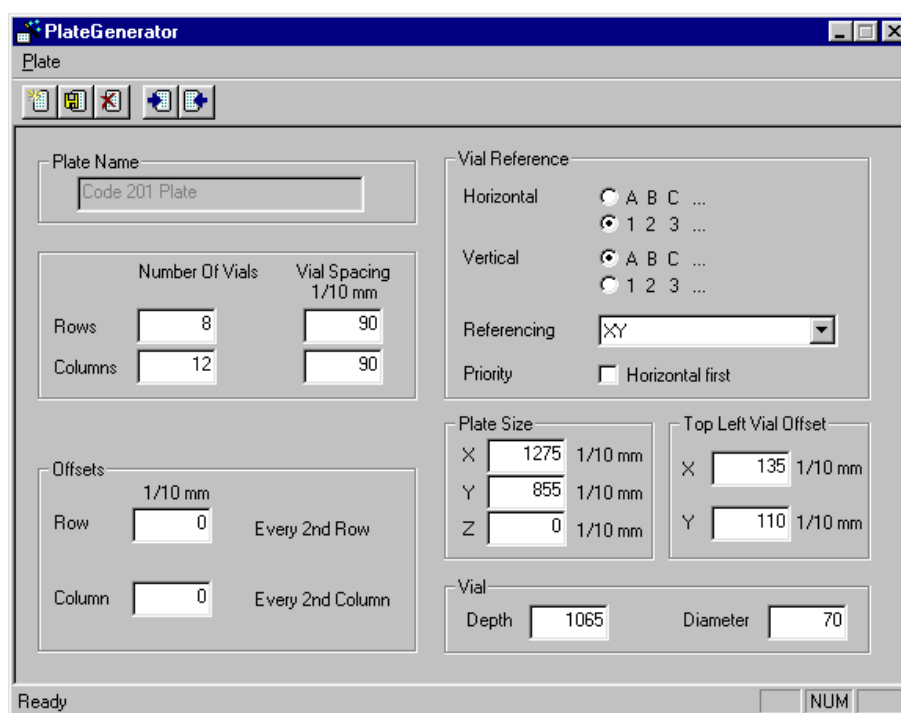 PlateGenerator
Plate
Plate Name
Code 201 Plate
Number Of Vials Vial Spacing
1/10 mm
Rows 8 90
Columns 12 90
Offsets
1/10 mm
Row 0 Every 2nd Row
Column 0 Every 2nd Column
Vial Reference
Horizontal A B C ...
1 2 3 ...
Vertical A B C ...
1 2 3 ...
Referencing XY
Priority Horizontal first
Plate Size
X 1275 1/10 mm
Y 855 1/10 mm
Z 0 1/10 mm
Top Left Vial Offset
X 135 1/10 mm
Y 110 1/10 mm
Vial
Depth 1065 Diameter 70
Ready NUM